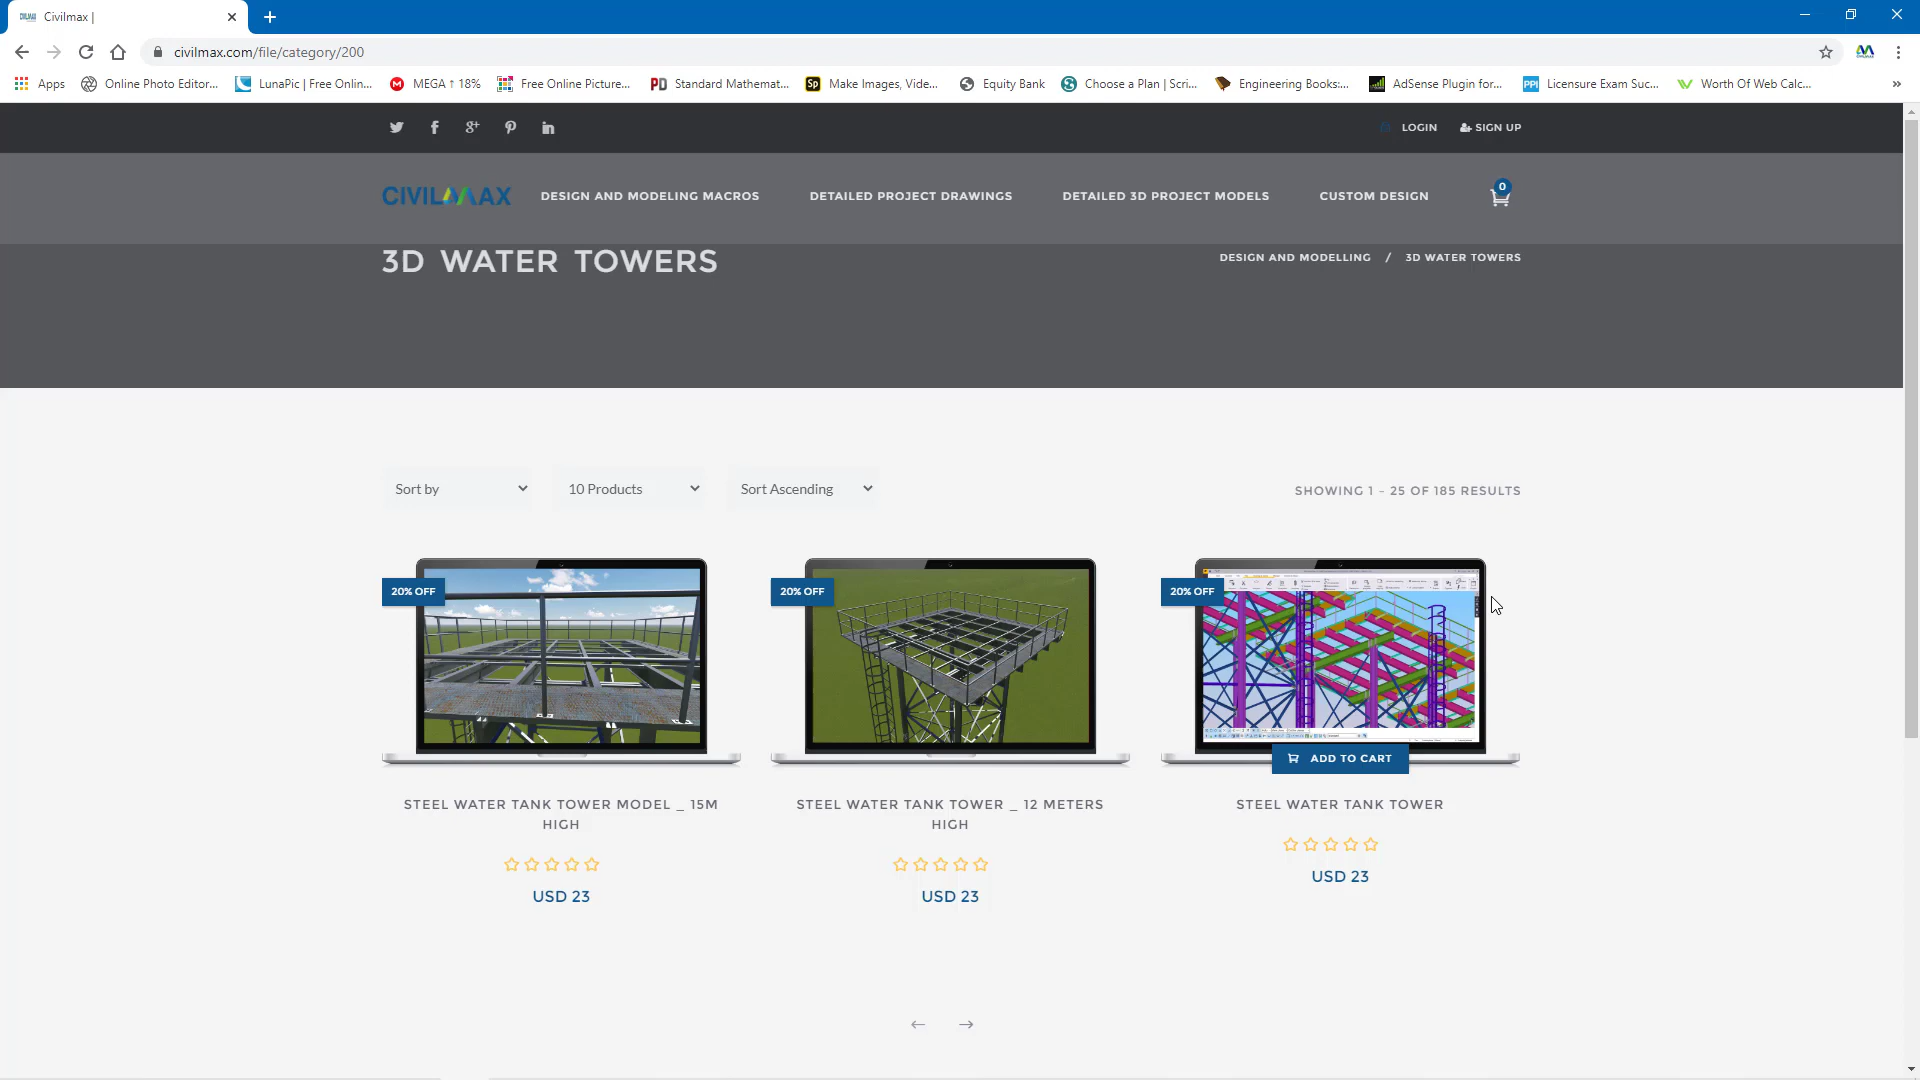 Civilmax |
civilmax.com/file/category/200
Apps
Online Photo Editor...
LunaPic | Free Onlin...
MEGA ↑ 18%
Free Online Picture...
Standard Mathemat...
Make Images, Vide...
Equity Bank
Choose a Plan | Scri...
Engineering Books:...
AdSense Plugin for...
Licensure Exam Suc...
Worth Of Web Calc...
»
LOGIN
SIGN UP
CIVILMAX
DESIGN AND MODELING MACROS
DETAILED PROJECT DRAWINGS
DETAILED 3D PROJECT MODELS
CUSTOM DESIGN
0
3D WATER TOWERS
DESIGN AND MODELLING / 3D WATER TOWERS
Sort by
10 Products
Sort Ascending
SHOWING 1 - 25 OF 185 RESULTS
20% OFF
20% OFF
20% OFF
ADD TO CART
STEEL WATER TANK TOWER MODEL _ 15M
HIGH
USD 23
STEEL WATER TANK TOWER _ 12 METERS
HIGH
USD 23
STEEL WATER TANK TOWER
USD 23